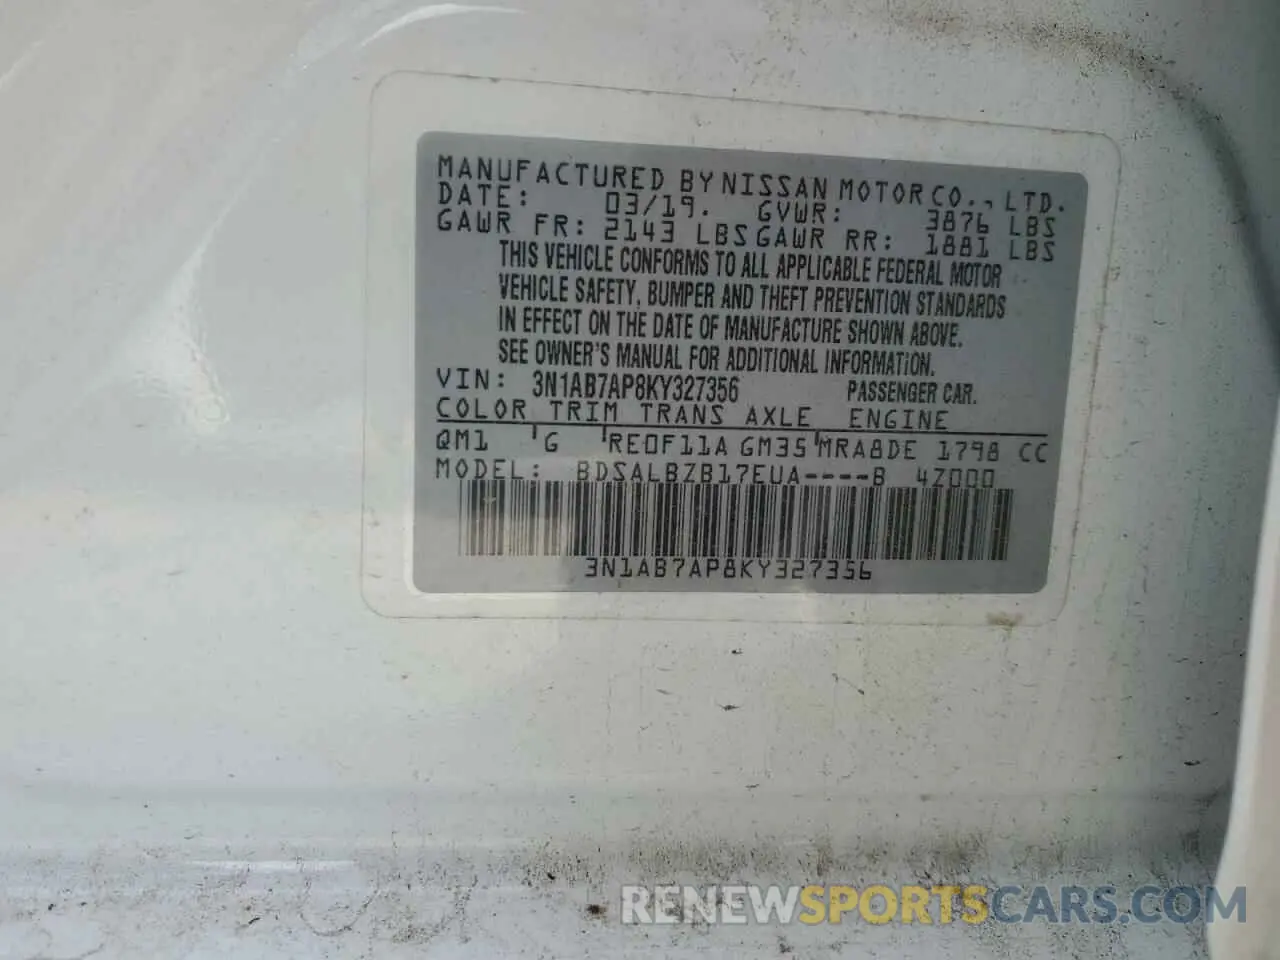 MANUFACTURED BY NISSAN MOTOR CO., LTD.
DATE: 03/19. GVWR: 3876 LBS
GAWR FR: 2143 LBS GAWR RR: 1881 LBS
THIS VEHICLE CONFORMS TO ALL APPLICABLE FEDERAL MOTOR
VEHICLE SAFETY, BUMPER AND THEFT PREVENTION STANDARDS
IN EFFECT ON THE DATE OF MANUFACTURE SHOWN ABOVE.
SEE OWNER'S MANUAL FOR ADDITIONAL INFORMATION.
VIN: 3N1AB7AP8KY327356 PASSENGER CAR.
COLOR TRIM TRANS AXLE ENGINE
QM1 G RE0F11A GM35 MRA8DE 1798 CC
MODEL: BDSALBZB17EUA----B 4Z000
3N1AB7AP8KY327356
RENEWSPORTSCARS.COM